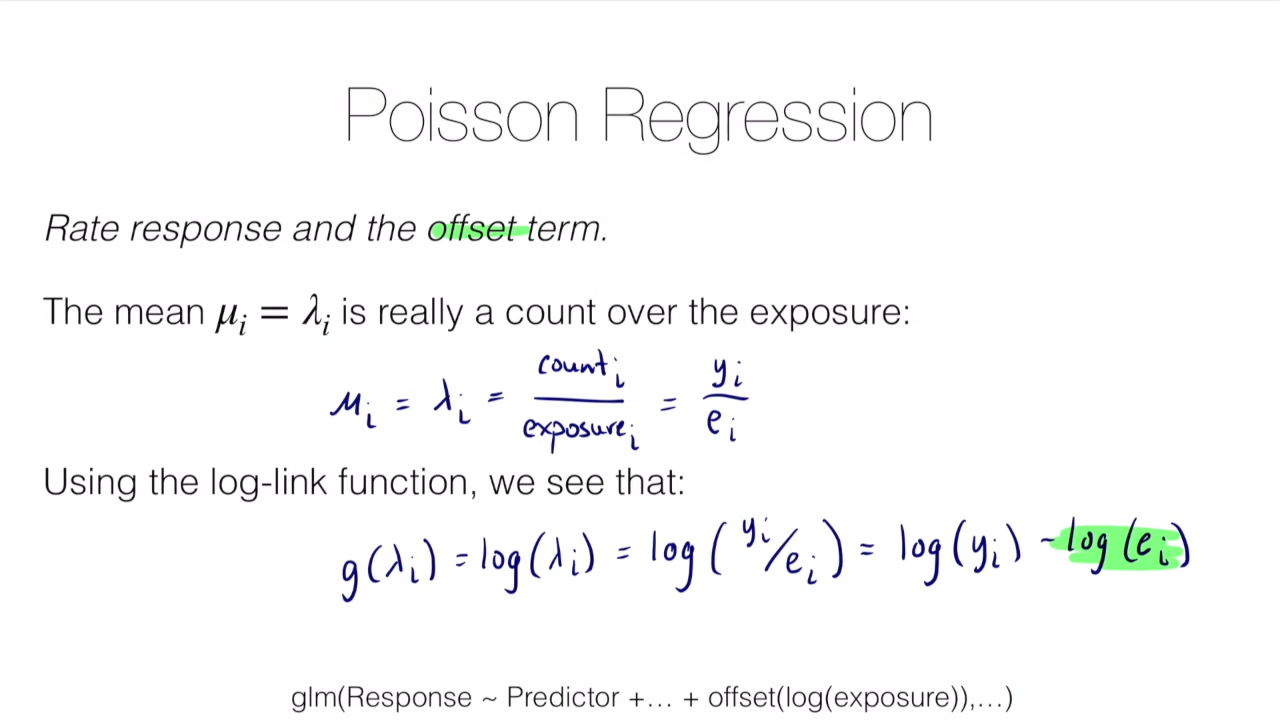 Poisson Regression
Rate response and the offset term.
The mean μᵢ = λᵢ is really a count over the exposure:
μᵢ = λᵢ = countᵢ / exposureᵢ = yᵢ / eᵢ
Using the log-link function, we see that:
g(λᵢ) = log(λᵢ) = log(yᵢ/eᵢ) = log(yᵢ) - log(eᵢ)
glm(Response ~ Predictor +... + offset(log(exposure)),...)